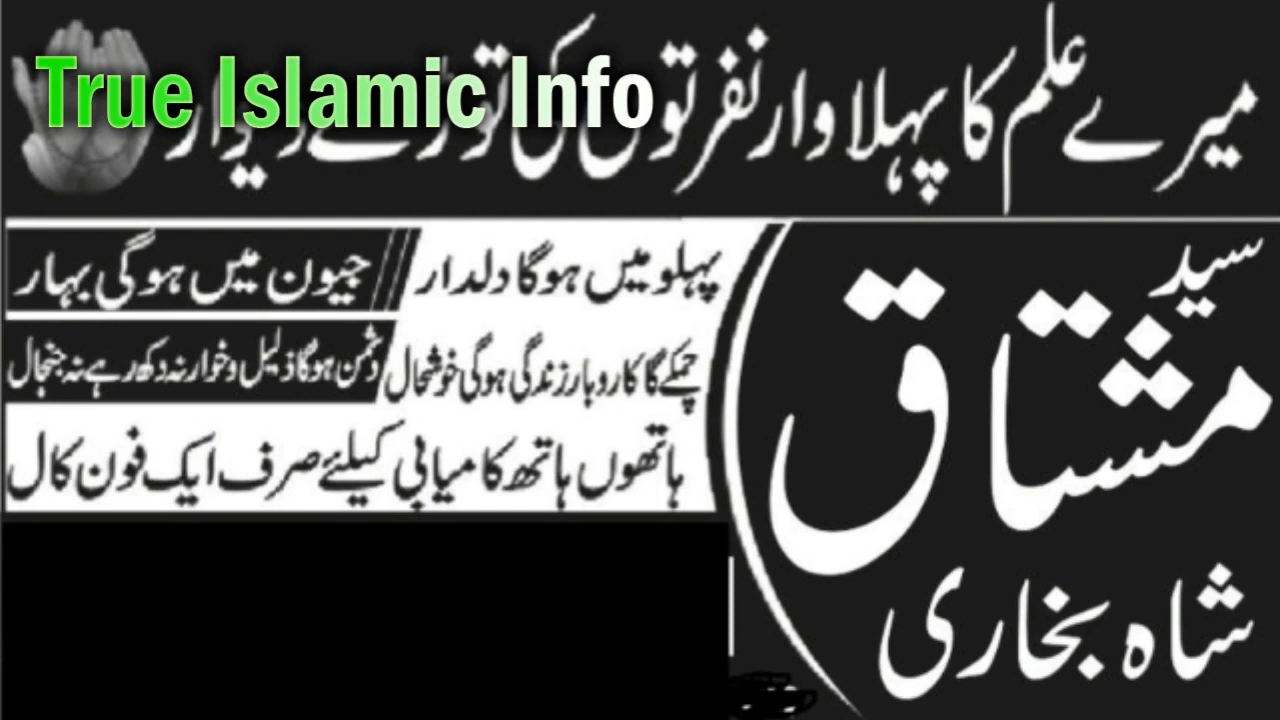 True Islamic Info
میرے علم کا پہلا وار نفرتوں کی توڑے دیوار
سید
مشتاق
شاہ بخاری
پہلو میں ہوگا دلدار جیون میں ہوگی بہار
چمکے گا کاروبار زندگی ہوگی خوشحال دشمن ہوگا ذلیل و خوار نہ دکھ رہے نہ جنجال
ہاتھوں ہاتھ کامیابی کیلئے صرف ایک فون کال